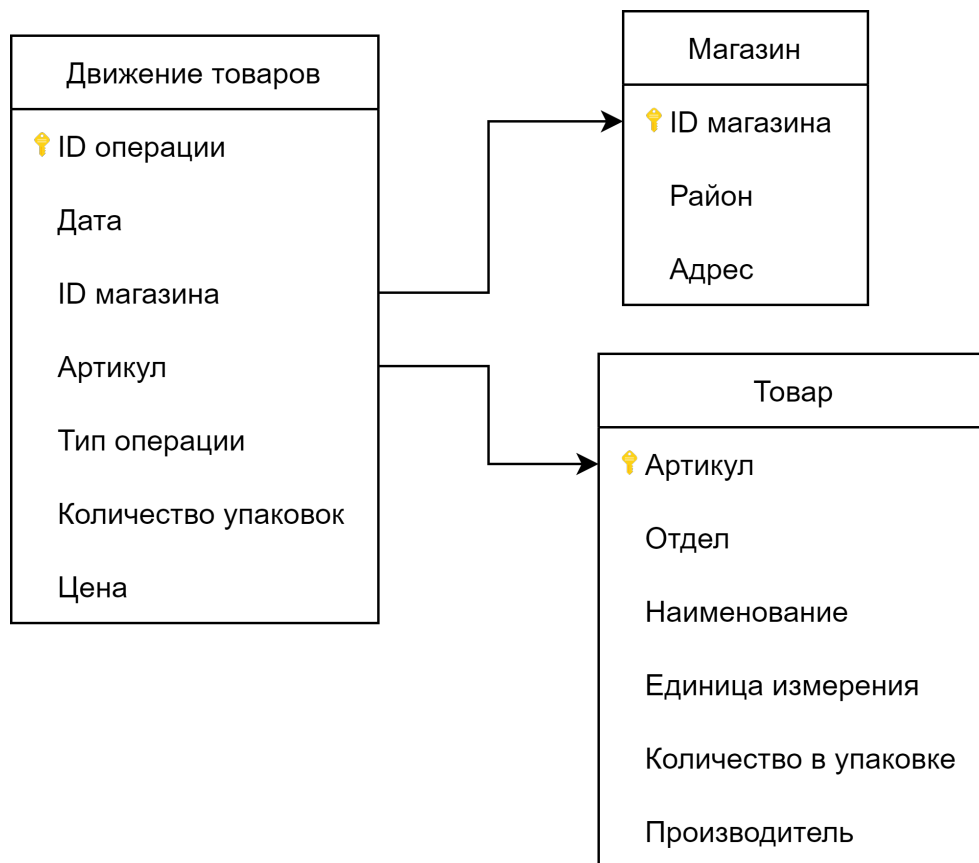 Движение товаров
ID операции
Дата
ID магазина
Артикул
Тип операции
Количество упаковок
Цена
Магазин
ID магазина
Район
Адрес
Товар
Артикул
Отдел
Наименование
Единица измерения
Количество в упаковке
Производитель